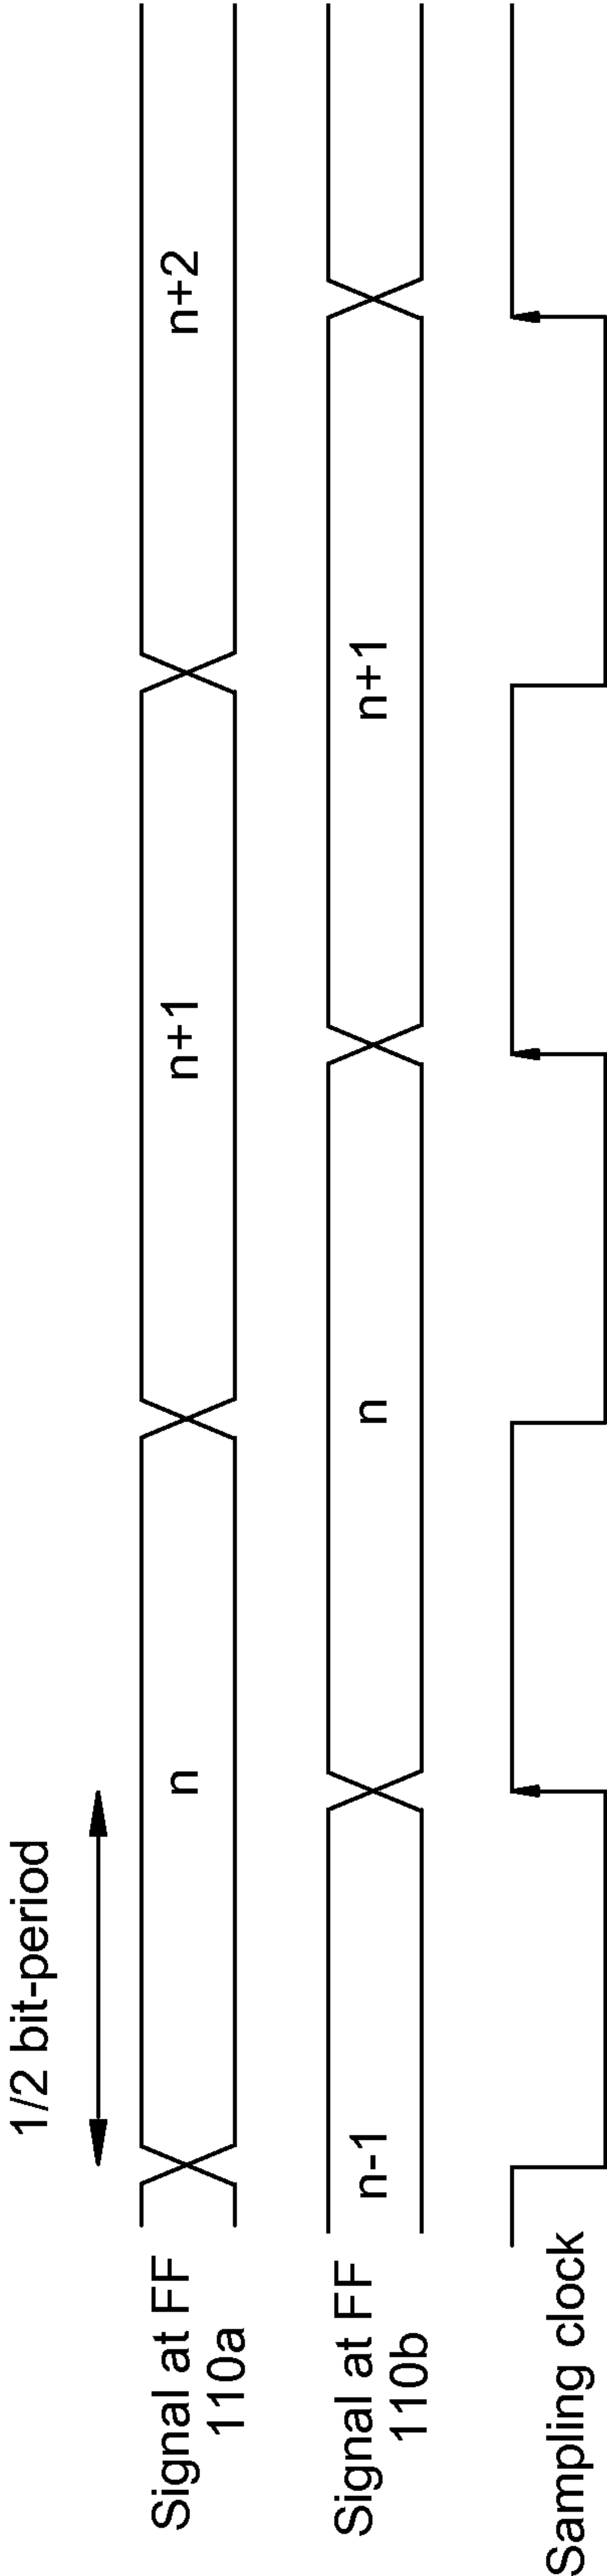 1/2 bit-period
Signal at FF
110a
n
n+1
n+2
Signal at FF
110b
n-1
n
n+1
Sampling clock